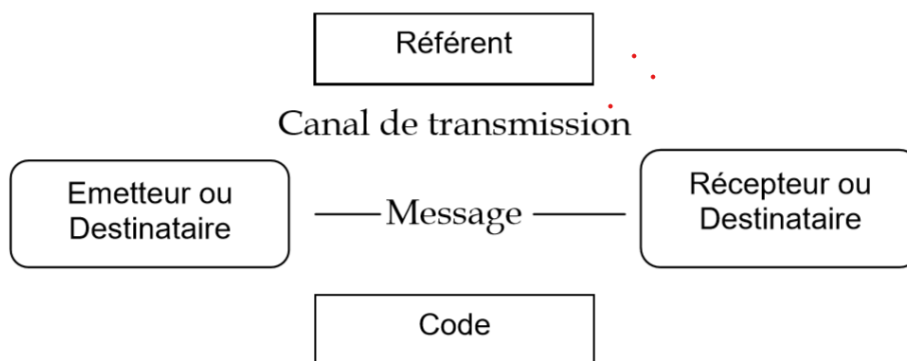 Référent
Canal de transmission
Emetteur ou
Destinataire
Message
Récepteur ou
Destinataire
Code